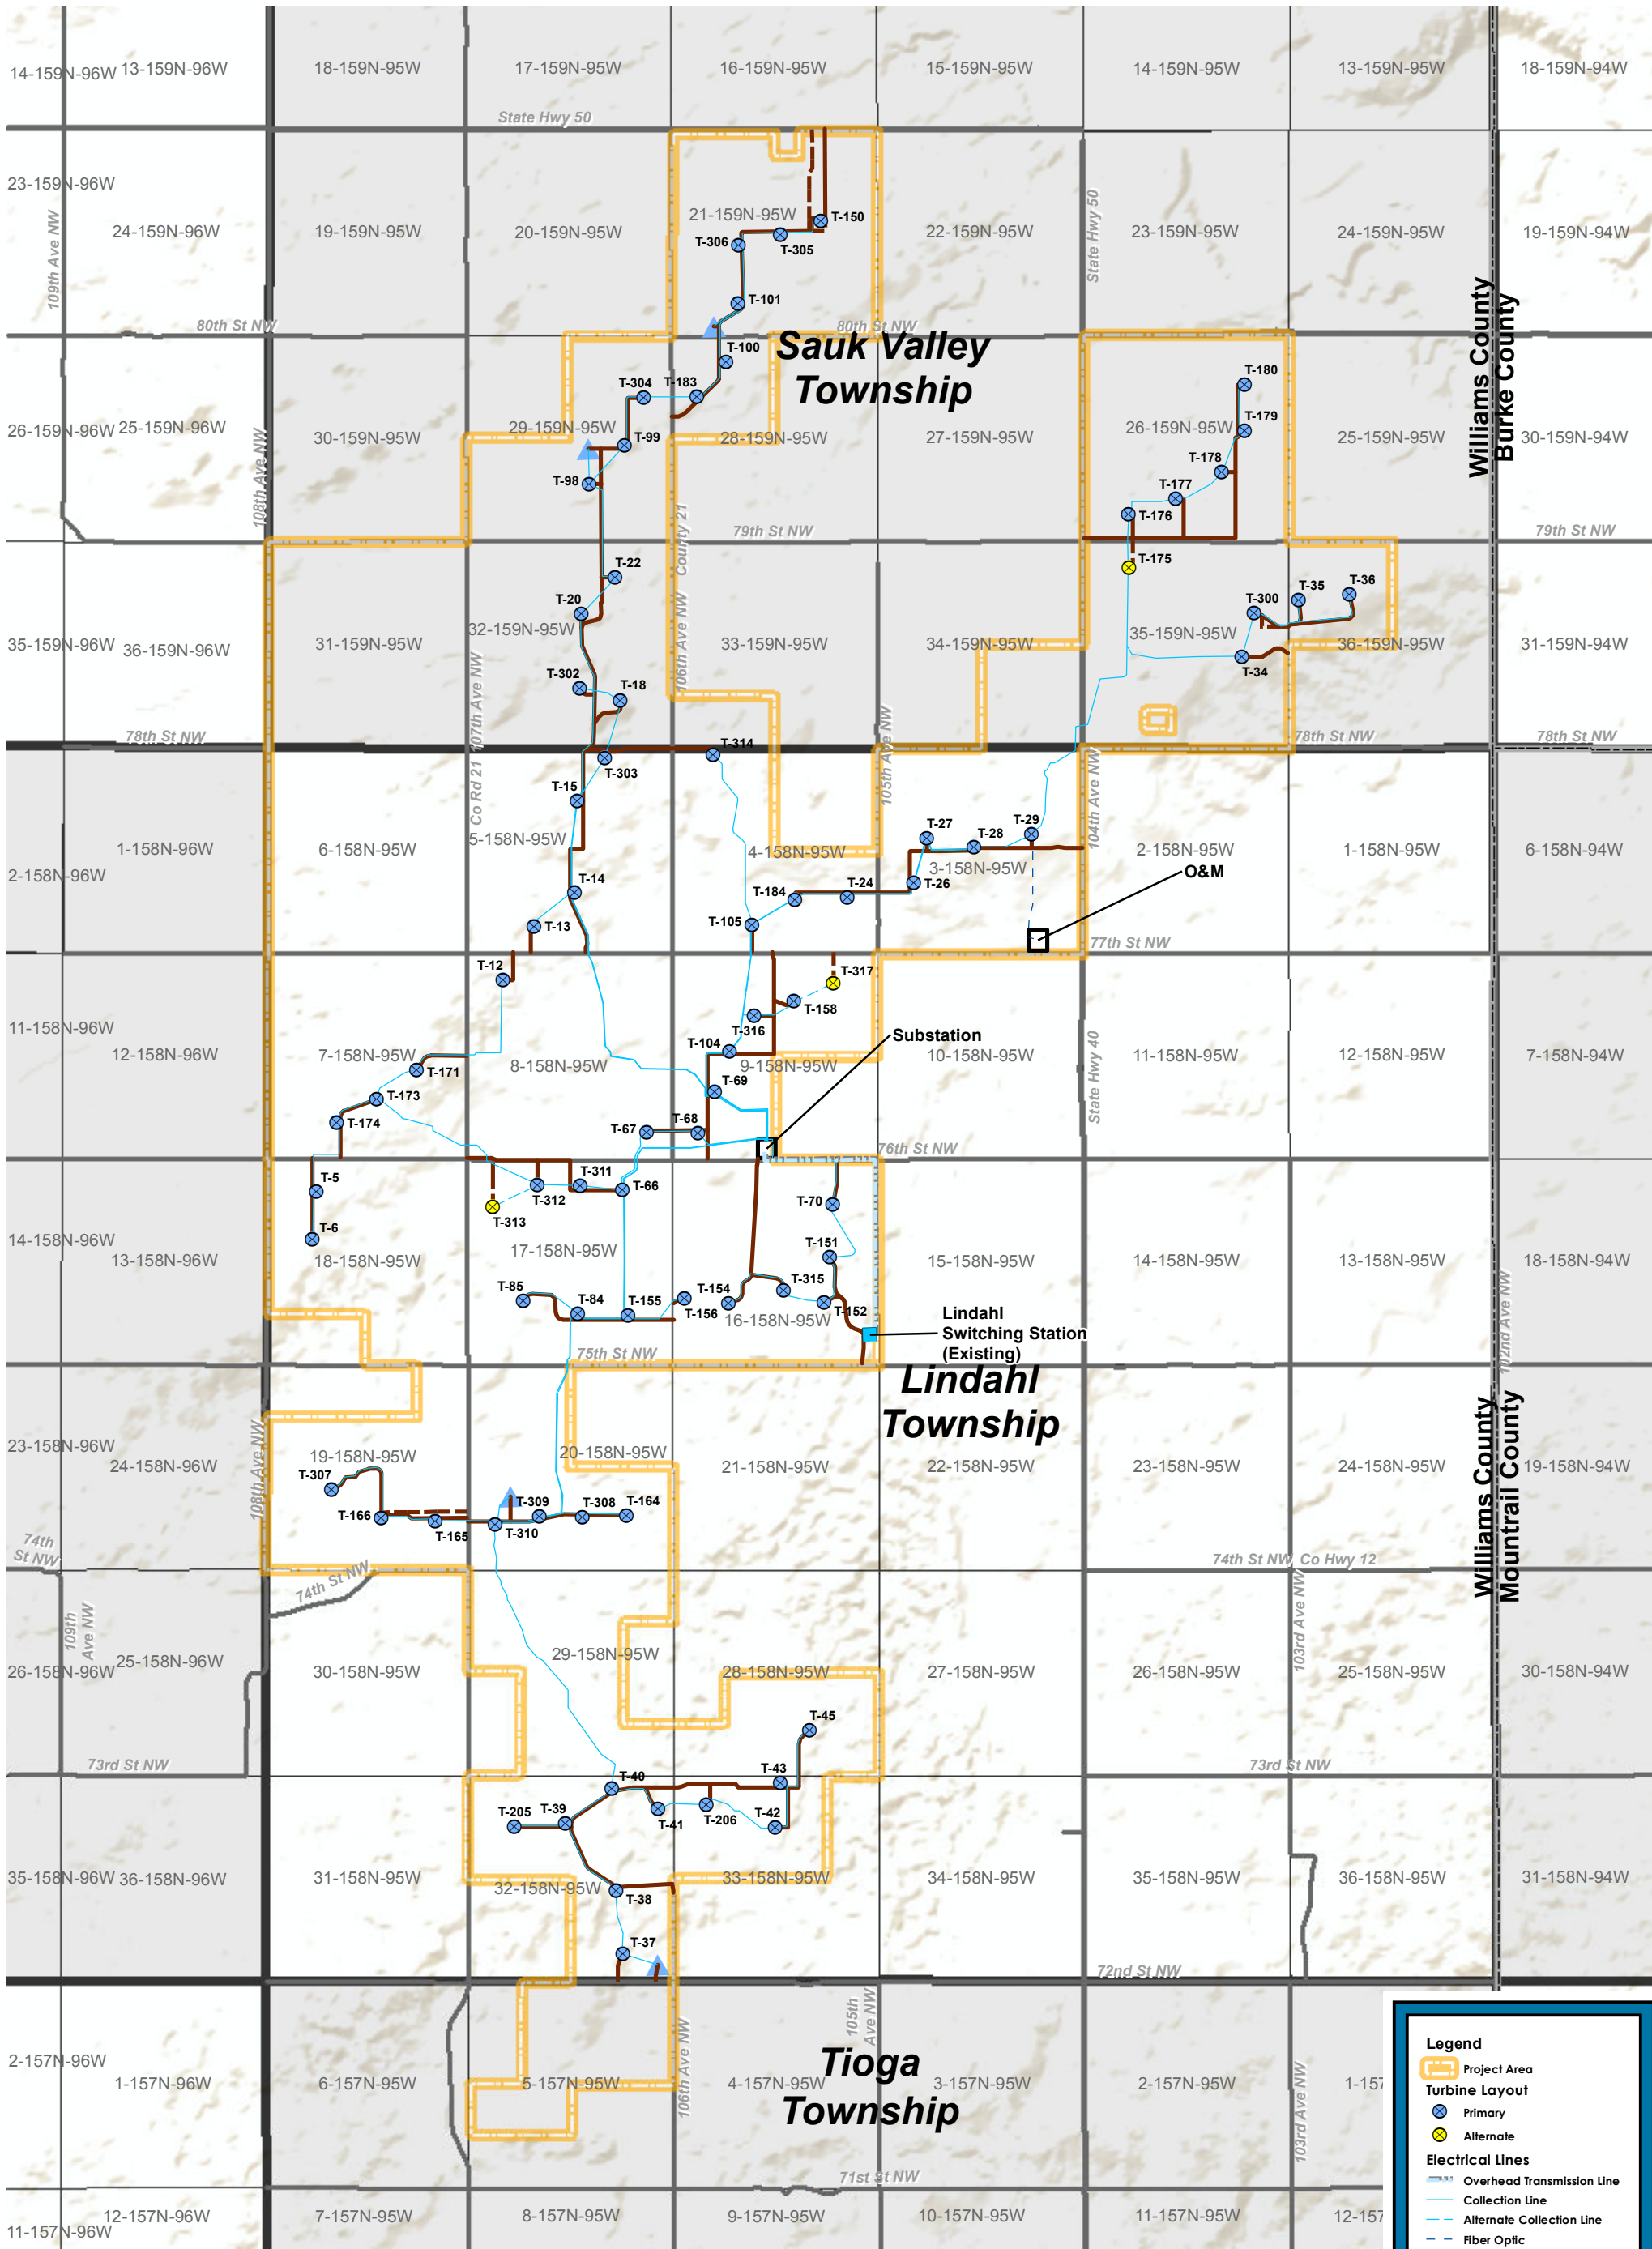 14-159N-96W
13-159N-96W
18-159N-95W
17-159N-95W
16-159N-95W
15-159N-95W
14-159N-95W
13-159N-95W
18-159N-94W
State Hwy 50
23-159N-96W
109th Ave NW
24-159N-96W
19-159N-95W
20-159N-95W
21-159N-95W
T-150
T-306
T-305
22-159N-95W
State Hwy 50
23-159N-95W
24-159N-95W
19-159N-94W
T-101
80th St NW
80th St NW
T-100
Sauk Valley
Township
Williams County
Burke County
T-304
T-183
T-180
26-159N-96W
25-159N-96W
108th Ave NW
30-159N-95W
29-159N-95W
T-99
28-159N-95W
27-159N-95W
26-159N-95W
T-179
25-159N-95W
30-159N-94W
T-98
T-178
T-177
T-176
County 21
79th St NW
79th St NW
79th St NW
T-175
T-22
T-20
T-300
T-35
T-36
35-159N-96W
36-159N-96W
31-159N-95W
32-159N-95W
33-159N-95W
34-159N-95W
35-159N-95W
36-159N-95W
31-159N-94W
106th Ave NW
T-302
T-18
T-34
Co Rd 21
107th Ave NW
78th St NW
T-314
105th Ave NW
78th St NW
78th St NW
T-303
T-15
104th Ave NW
T-27
T-28
T-29
1-158N-96W
6-158N-95W
5-158N-95W
4-158N-95W
3-158N-95W
2-158N-95W
1-158N-95W
6-158N-94W
2-158N-96W
O&M
T-14
T-184
T-24
T-26
T-13
T-105
77th St NW
T-12
T-317
T-158
T-316
Substation
11-158N-96W
12-158N-96W
7-158N-95W
8-158N-95W
T-104
9-158N-95W
10-158N-95W
State Hwy 40
11-158N-95W
12-158N-95W
7-158N-94W
T-171
T-69
T-173
T-174
T-67
T-68
76th St NW
T-5
T-312
T-311
T-66
T-70
T-313
T-6
14-158N-96W
13-158N-96W
18-158N-95W
17-158N-95W
T-151
15-158N-95W
14-158N-95W
13-158N-95W
18-158N-94W
T-85
T-84
T-155
T-156
T-154
T-315
T-152
16-158N-95W
Lindahl
Switching Station
(Existing)
102nd Ave NW
75th St NW
Lindahl
Township
23-158N-96W
24-158N-96W
108th Ave NW
19-158N-95W
20-158N-95W
21-158N-95W
22-158N-95W
23-158N-95W
24-158N-95W
19-158N-94W
Williams County
Mountrail County
T-307
T-166
T-165
T-310
T-309
T-308
T-164
74th
St NW
74th St NW
74th St NW
Co Hwy 12
109th
Ave NW
103rd Ave NW
26-158N-96W
25-158N-96W
30-158N-95W
29-158N-95W
28-158N-95W
27-158N-95W
26-158N-95W
25-158N-95W
30-158N-94W
T-45
73rd St NW
73rd St NW
T-40
T-43
T-205
T-39
T-41
T-206
T-42
35-158N-96W
36-158N-96W
31-158N-95W
32-158N-95W
T-38
33-158N-95W
34-158N-95W
35-158N-95W
36-158N-95W
31-158N-94W
T-37
72nd St NW
105th
Ave NW
106th Ave NW
103rd Ave NW
2-157N-96W
1-157N-96W
6-157N-95W
5-157N-95W
4-157N-95W
3-157N-95W
2-157N-95W
1-157
Tioga
Township
71st St NW
11-157N-96W
12-157N-96W
7-157N-95W
8-157N-95W
9-157N-95W
10-157N-95W
11-157N-95W
12-157
Legend
Project Area
Turbine Layout
Primary
Alternate
Electrical Lines
Overhead Transmission Line
Collection Line
Alternate Collection Line
Fiber Optic